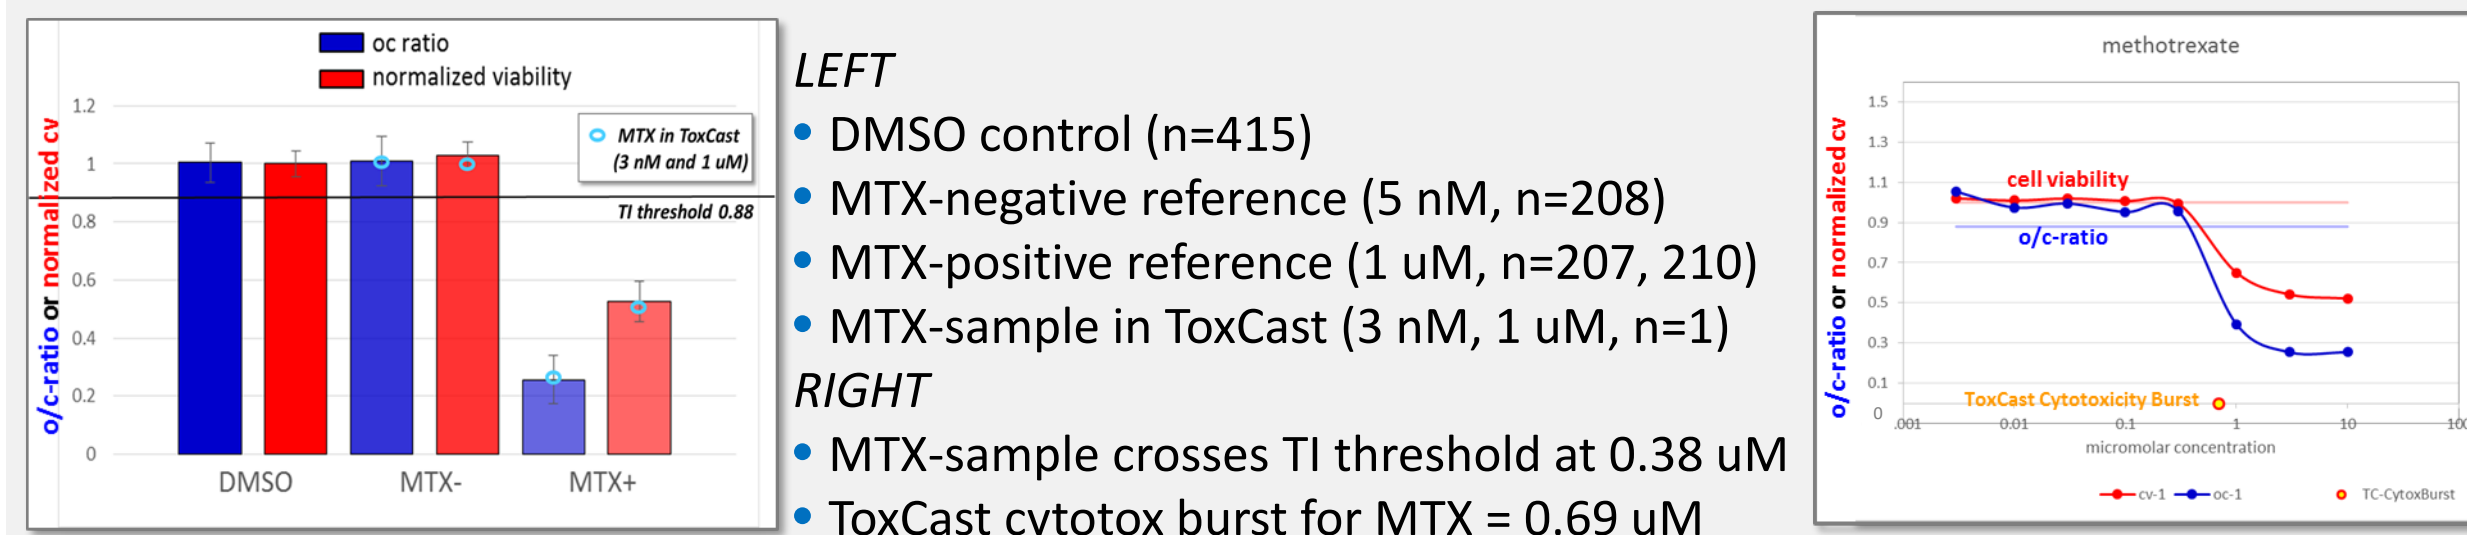 oc ratio
normalized viability
1.2
1
0.8
0.6
0.4
0.2
0
o/c-ratio or normalized cv
MTX in ToxCast
(3 nM and 1 uM)
TI threshold 0.88
DMSO
MTX-
MTX+
LEFT
• DMSO control (n=415)
• MTX-negative reference (5 nM, n=208)
• MTX-positive reference (1 uM, n=207, 210)
• MTX-sample in ToxCast (3 nM, 1 uM, n=1)
RIGHT
• MTX-sample crosses TI threshold at 0.38 uM
• ToxCast cytotox burst for MTX = 0.69 uM
methotrexate
o/c-ratio or normalized cv
1.5
1.3
1.1
0.9
0.7
0.5
0.3
0.1
0
cell viability
o/c-ratio
ToxCast Cytotoxicity Burst
.001
0.01
0.1
1
10
micromolar concentration
cv-1
oc-1
TC-CytoxBurst